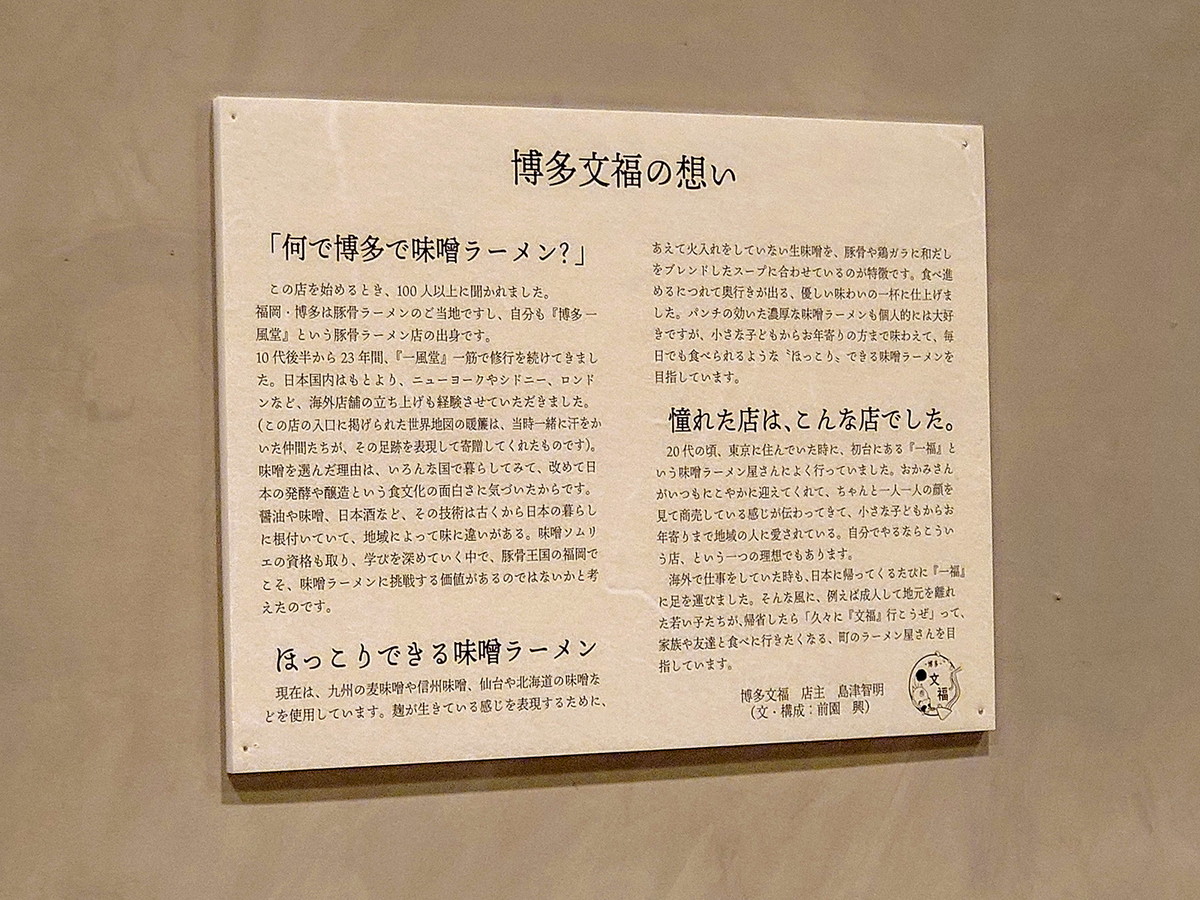 博多文福の想い
「何で博多で味噌ラーメン?」
この店を始めるとき、100人以上に聞かれました。
福岡・博多は豚骨ラーメンのご当地ですし、自分も『博多一
風堂』という豚骨ラーメン店の出身です。
10代後半から23年間、『一風堂』一筋で修行を続けてきまし
た。日本国内はもとより、ニューヨークやシドニー、ロンド
ンなど、海外店舗の立ち上げも経験させていただきました。
(この店の入口に掲げられた世界地図の暖簾は、当時一緒に汗をか
いた仲間たちが、その足跡を表現して寄贈してくれたものです)。
味噌を選んだ理由は、いろんな国で暮らしてみて、改めて日
本の発酵や醸造という食文化の面白さに気づいたからです。
醤油や味噌、日本酒など、その技術は古くから日本の暮らし
に根付いていて、地域によって味に違いがある。味噌ソムリ
エの資格も取り、学びを深めていく中で、豚骨王国の福岡で
こそ、味噌ラーメンに挑戦する価値があるのではないかと考
えたのです。
ほっこりできる味噌ラーメン
現在は、九州の麦味噌や信州味噌、仙台や北海道の味噌な
どを使用しています。麹が生きている感じを表現するために、
あえて火入れをしていない生味噌を、豚骨や鶏ガラに和だし
をブレンドしたスープに合わせているのが特徴です。食べ進
めるにつれて奥行きが出る、優しい味わいの一杯に仕上げま
した。パンチの効いた濃厚な味噌ラーメンも個人的には大好
きですが、小さな子どもからお年寄りの方まで味わえて、毎
日でも食べられるような〝ほっこり〟できる味噌ラーメンを
目指しています。
憧れた店は、こんな店でした。
20代の頃、東京に住んでいた時に、初台にある『一福』と
いう味噌ラーメン屋さんによく行っていました。おかみさん
がいつもにこやかに迎えてくれて、ちゃんと一人一人の顔を
見て商売している感じが伝わってきて、小さな子どもからお
年寄りまで地域の人に愛されている。自分でやるならこうい
う店、という一つの理想でもあります。
海外で仕事をしていた時も、日本に帰ってくるたびに『一福』
に足を運びました。そんな風に、例えば成人して地元を離れ
た若い子たちが、帰省したら「久々に『文福』行こうぜ」って、
家族や友達と食べに行きたくなる、町のラーメン屋さんを目
指しています。
博多文福 店主 島津智明
(文・構成:前園 興)
博多
文
福